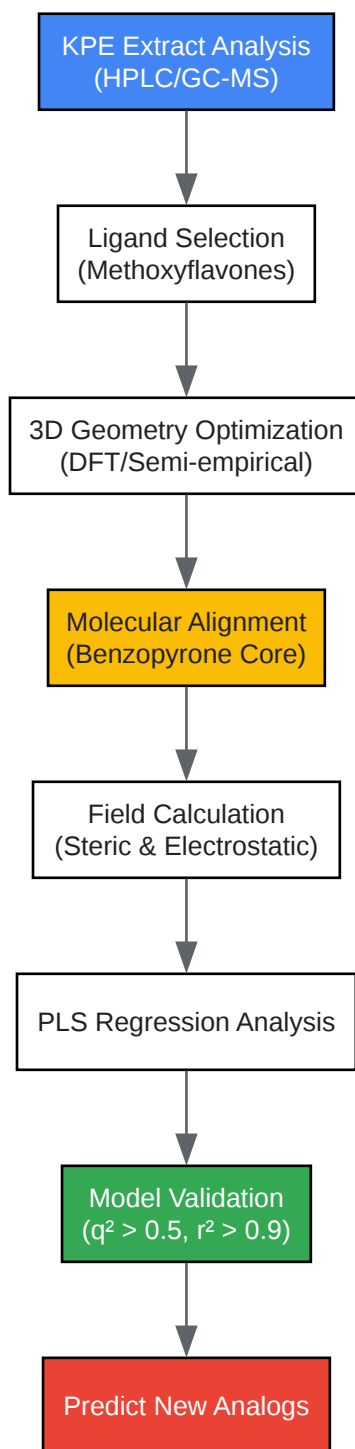 KPE Extract Analysis
(HPLC/GC-MS)
Ligand Selection
(Methoxyflavones)
3D Geometry Optimization
(DFT/Semi-empirical)
Molecular Alignment
(Benzopyrone Core)
Field Calculation
(Steric & Electrostatic)
PLS Regression Analysis
Model Validation
(q² > 0.5, r² > 0.9)
Predict New Analogs